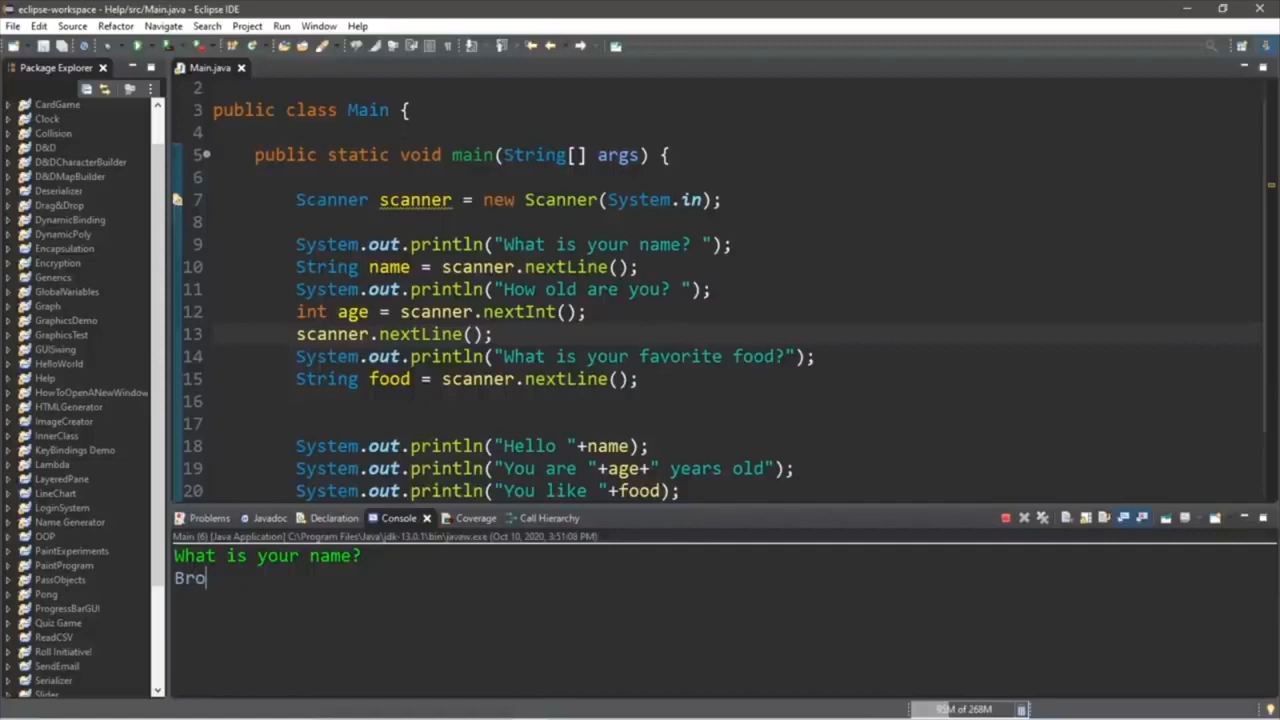 eclipse-workspace - Help/src/Main.java - Eclipse IDE
File Edit Source Refactor Navigate Search Project Run Window Help
Package Explorer
Main.java
CardGame
Clock
Collision
D&D
D&DCharacterBuilder
D&DMapBuilder
Deserializer
Drag&Drop
DynamicBinding
DynamicPoly
Encapsulation
Encryption
Generics
GlobalVariables
Graph
GraphicsDemo
GraphicsTest
GUISwing
HelloWorld
Help
HowToOpenANewWindow
HTMLGenerator
ImageCreator
InnerClass
KeyBindings Demo
Lambda
LayeredPane
LineChart
LoginSystem
Name Generator
OOP
PaintExperiments
PaintProgram
PassObjects
Pong
ProgressBarGUI
Quiz Game
ReadCSV
Roll Initiative!
SendEmail
Serializer
Slider
2
3 public class Main {
4
5 public static void main(String[] args) {
6
7 Scanner scanner = new Scanner(System.in);
8
9 System.out.println("What is your name? ");
10 String name = scanner.nextLine();
11 System.out.println("How old are you? ");
12 int age = scanner.nextInt();
13 scanner.nextLine();
14 System.out.println("What is your favorite food?");
15 String food = scanner.nextLine();
16
17
18 System.out.println("Hello "+name);
19 System.out.println("You are "+age+" years old");
20 System.out.println("You like "+food);
Problems Javadoc Declaration Console Coverage Call Hierarchy
Main (6) [Java Application] C:\Program Files\Java\jdk-13.0.1\bin\javaw.exe (Oct 10, 2020, 3:51:08 PM)
What is your name?
Bro
95M of 268M